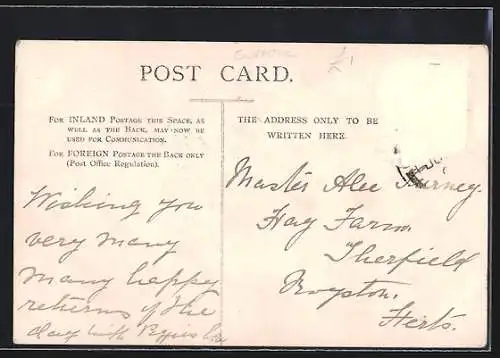 POST CARD.
FOR INLAND POSTAGE THIS SPACE, AS
WELL AS THE BACK, MAY NOW BE
USED FOR COMMUNICATION.
FOR FOREIGN POSTAGE THE BACK ONLY
(Post Office Regulation).
THE ADDRESS ONLY TO BE
WRITTEN HERE.
Wishing you
very many
many happy
returns of the
day with
Master Alec
Hay Farm
Therfield
Royston.
Herts.